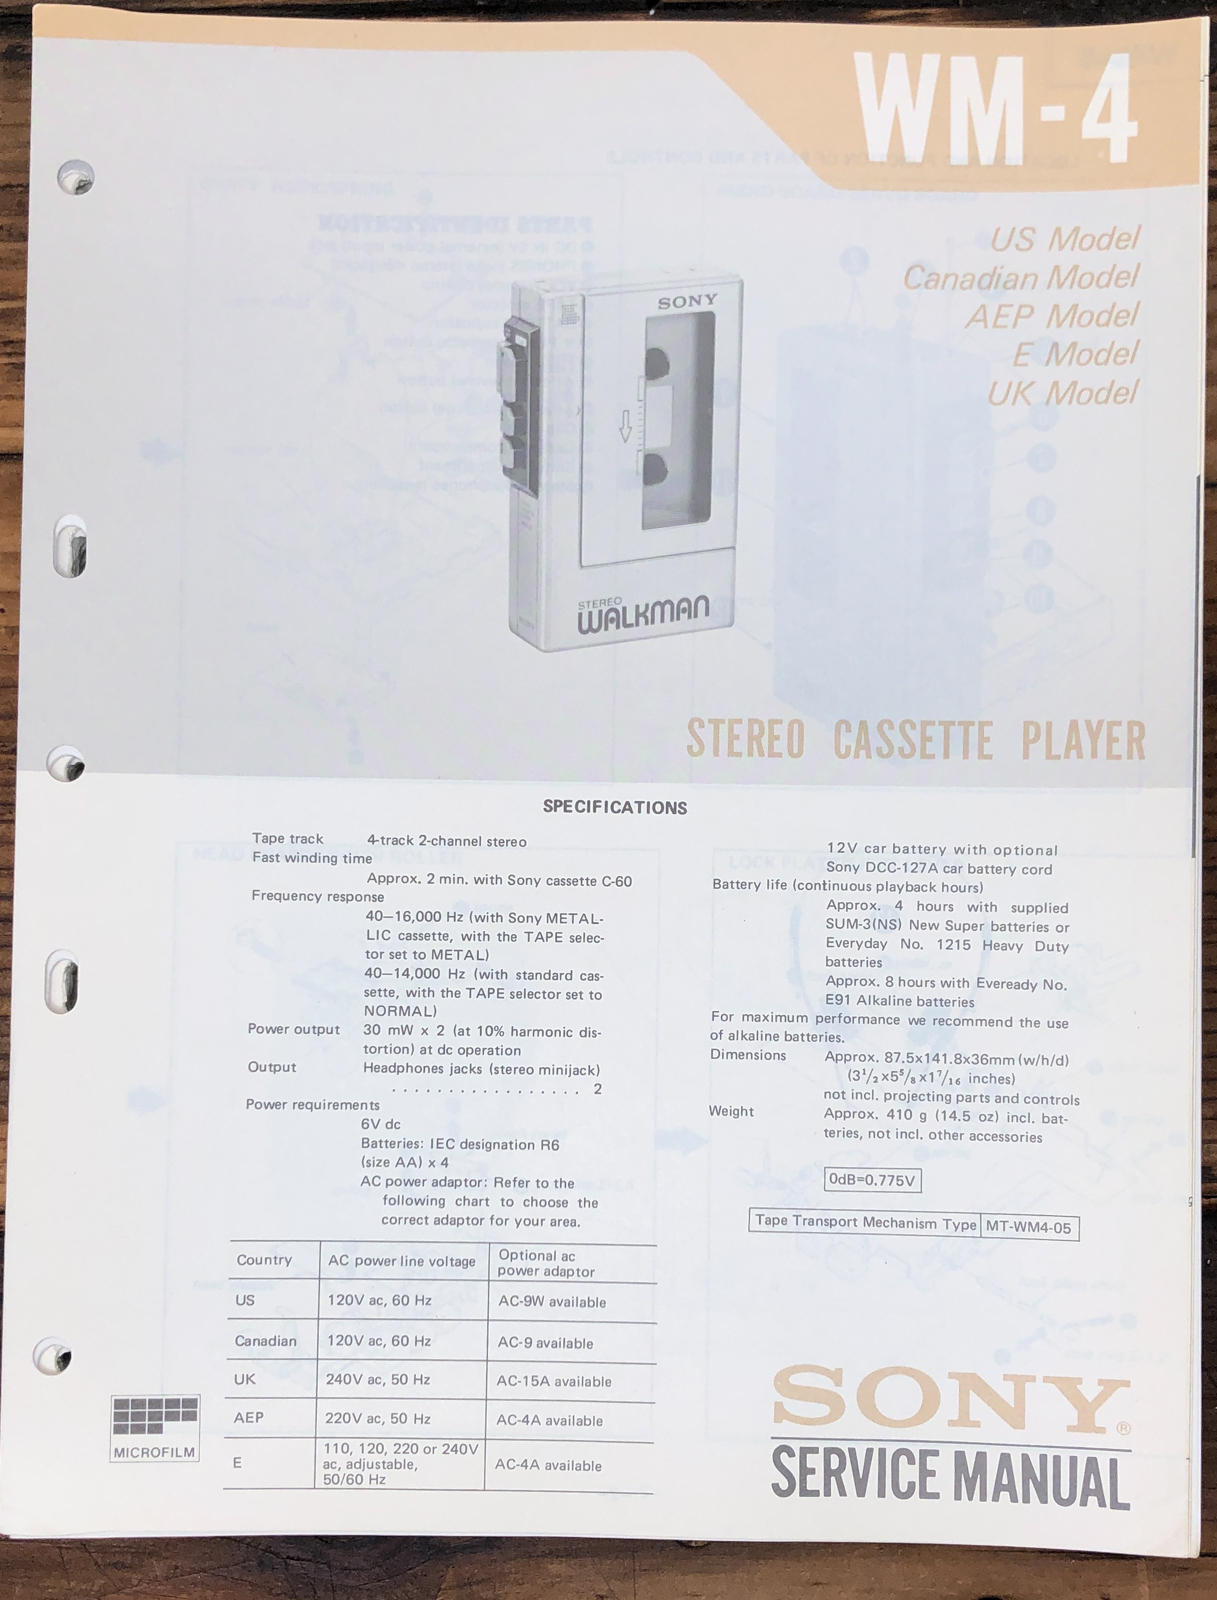 WM-4
US Model
Canadian Model
AEP Model
E Model
UK Model
SONY
STEREO
WALKMAN
STEREO CASSETTE PLAYER
SPECIFICATIONS
Tape track 4-track 2-channel stereo
Fast winding time
Approx. 2 min. with Sony cassette C-60
Frequency response
40—16,000 Hz (with Sony METAL-
LIC cassette, with the TAPE selec-
tor set to METAL)
40—14,000 Hz (with standard cas-
sette, with the TAPE selector set to
NORMAL)
Power output 30 mW x 2 (at 10% harmonic dis-
tortion) at dc operation
Output Headphones jacks (stereo minijack)
. . . . . . . . . . . . . . . . . 2
Power requirements
6V dc
Batteries: IEC designation R6
(size AA) x 4
AC power adaptor: Refer to the
following chart to choose the
correct adaptor for your area.
Country AC power line voltage Optional ac
power adaptor
US 120V ac, 60 Hz AC-9W available
Canadian 120V ac, 60 Hz AC-9 available
UK 240V ac, 50 Hz AC-15A available
AEP 220V ac, 50 Hz AC-4A available
E 110, 120, 220 or 240V
ac, adjustable,
50/60 Hz AC-4A available
12V car battery with optional
Sony DCC-127A car battery cord
Battery life (continuous playback hours)
Approx. 4 hours with supplied
SUM-3(NS) New Super batteries or
Everyday No. 1215 Heavy Duty
batteries
Approx. 8 hours with Eveready No.
E91 Alkaline batteries
For maximum performance we recommend the use
of alkaline batteries.
Dimensions Approx. 87.5x141.8x36mm (w/h/d)
(3 1/2 x5 5/8 x1 7/16 inches)
not incl. projecting parts and controls
Weight Approx. 410 g (14.5 oz) incl. bat-
teries, not incl. other accessories
0dB=0.775V
Tape Transport Mechanism Type MT-WM4-05
MICROFILM
SONY®
SERVICE MANUAL